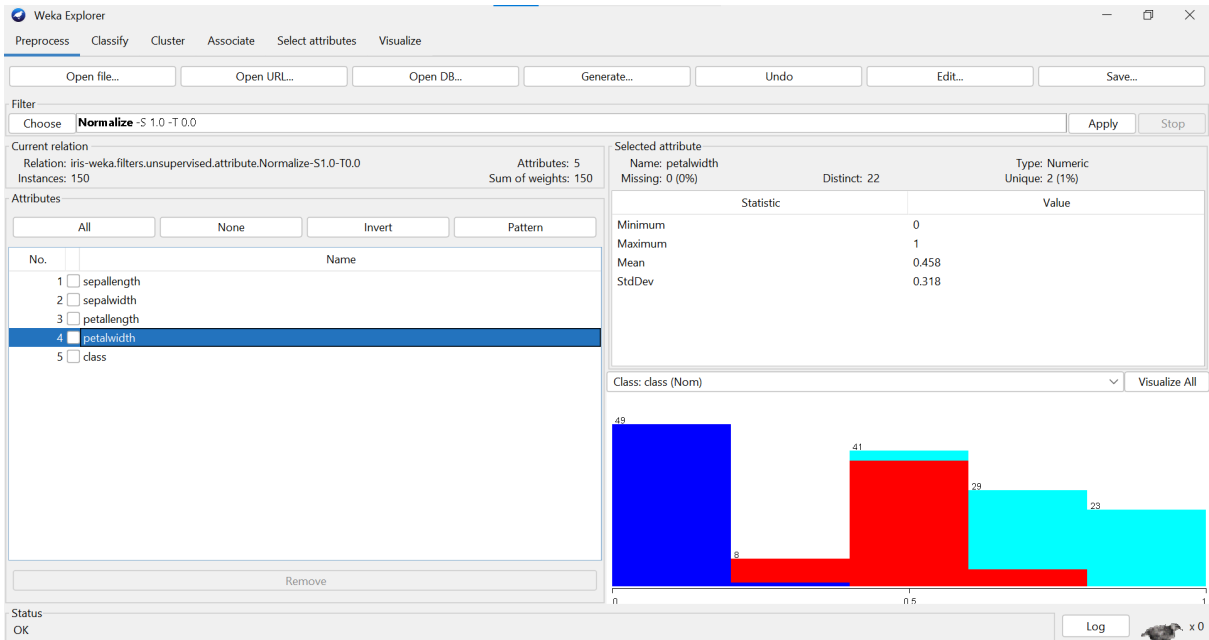 Weka Explorer
Preprocess Classify Cluster Associate Select attributes Visualize
Open file... Open URL... Open DB... Generate... Undo Edit... Save...
Filter
Choose Normalize -S 1.0 -T 0.0 Apply Stop
Current relation
Relation: iris-weka.filters.unsupervised.attribute.Normalize-S1.0-T0.0 Attributes: 5
Instances: 150 Sum of weights: 150
Selected attribute
Name: petalwidth Type: Numeric
Missing: 0 (0%) Distinct: 22 Unique: 2 (1%)
Attributes
All None Invert Pattern
No. Name
1 sepallength
2 sepalwidth
3 petallength
4 petalwidth
5 class
Remove
Statistic Value
Minimum 0
Maximum 1
Mean 0.458
StdDev 0.318
Class: class (Nom) Visualize All
49
8
41
29
23
0 0.5 1
Status
OK
Log x 0